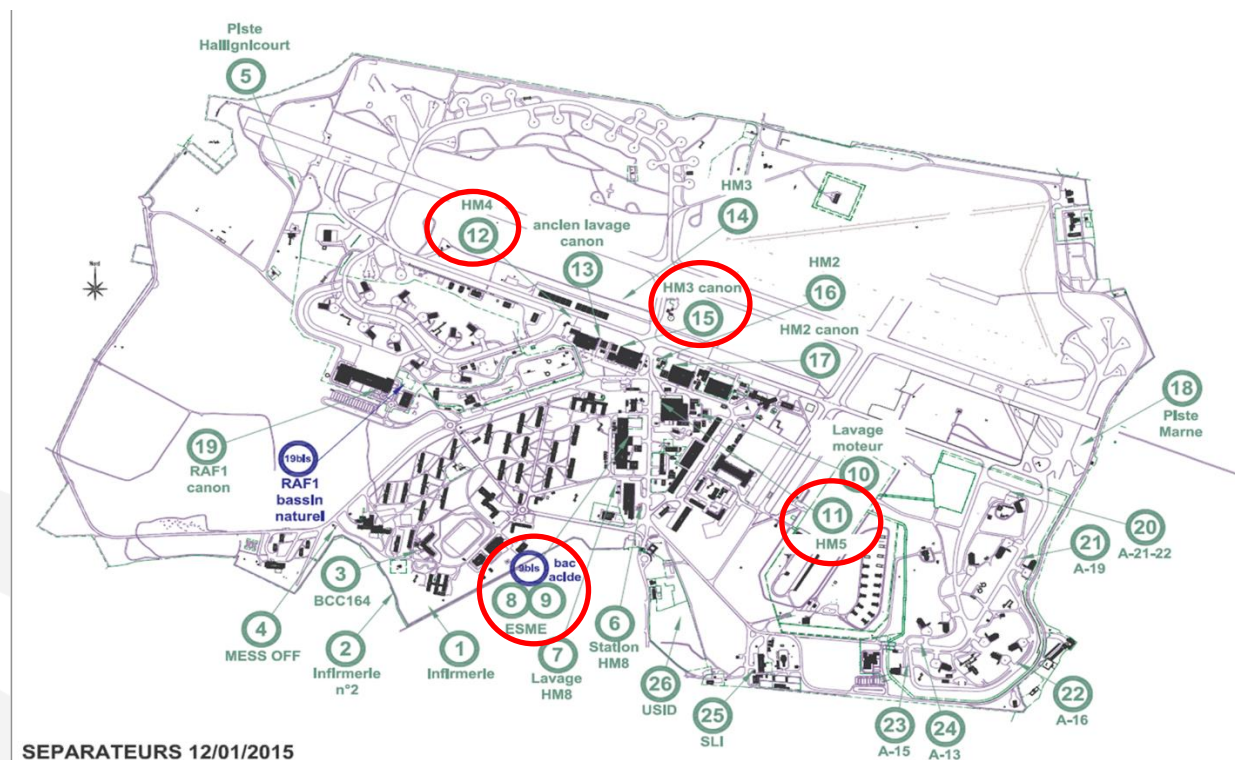 Piste
Hallignicourt
5
HM4
12
ancien lavage
canon
13
HM3
14
HM3 canon
15
HM2
16
HM2 canon
17
18
Piste
Marne
19
RAF1
canon
19bis
RAF1
bassin
naturel
Lavage
moteur
10
11
HM5
20
A-21-22
21
A-19
3
BCC164
4
MESS OFF
2
Infirmerie
n°2
1
Infirmerie
9bis
bac
acide
8
9
ESME
7
Lavage
HM8
6
Station
HM8
26
USID
25
SLI
23
A-15
24
A-13
22
A-16
SEPARATEURS 12/01/2015